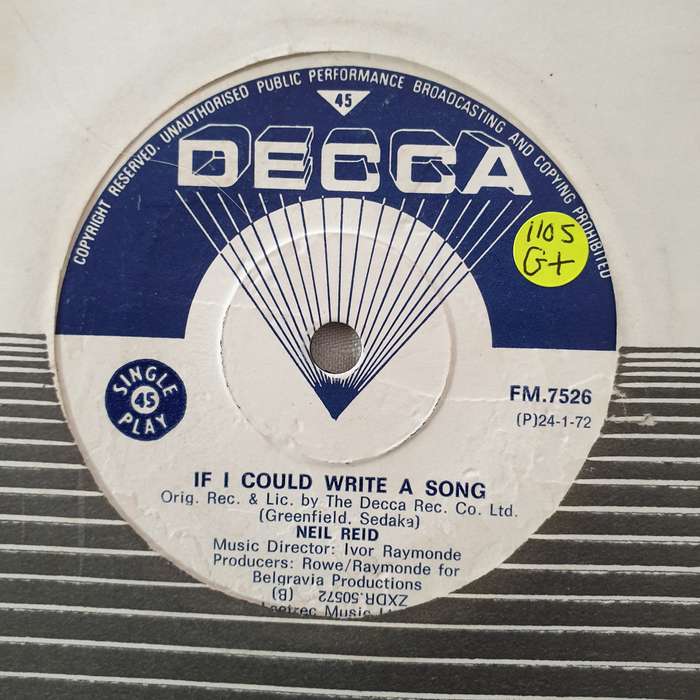 COPYRIGHT RESERVED. UNAUTHORISED PUBLIC PERFORMANCE BROADCASTING AND COPYING PROHIBITED
45
DECCA
1105
G+
SINGLE
45
PLAY
FM.7526
(P)24-1-72
IF I COULD WRITE A SONG
Orig. Rec. & Lic. by The Decca Rec. Co. Ltd.
(Greenfield, Sedaka)
NEIL REID
Music Director: Ivor Raymonde
Producers: Rowe/Raymonde for
Belgravia Productions
(B)
ZXDR.50572
Music